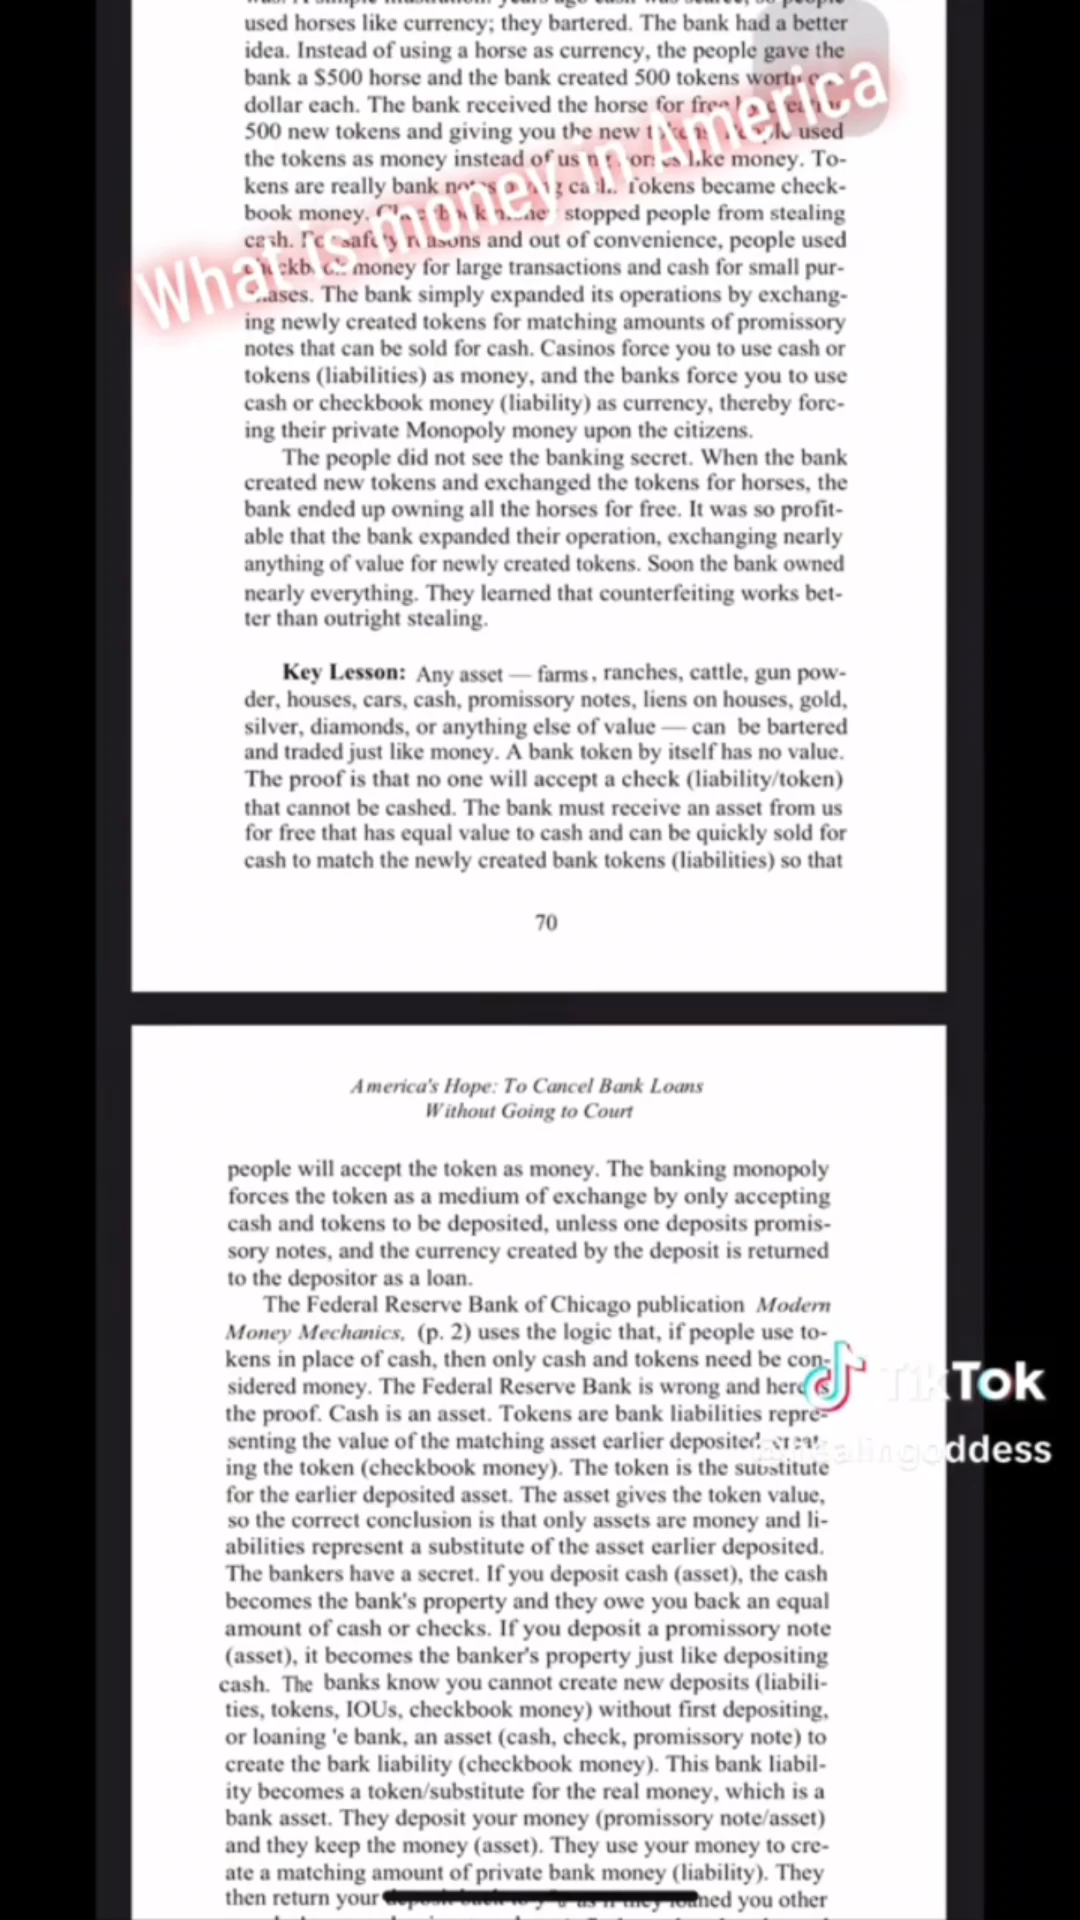 used horses like currency; they bartered. The bank had a better
idea. Instead of using a horse as currency, the people gave the
bank a $500 horse and the bank created 500 tokens worth
dollar each. The bank received the horse for free
500 new tokens and giving you the new used
the tokens as money instead of like money. To-
kens are really bank Tokens became check-
book money. stopped people from stealing
cash. For safety reasons and out of convenience, people used
money for large transactions and cash for small pur-
The bank simply expanded its operations by exchang-
ing newly created tokens for matching amounts of promissory
notes that can be sold for cash. Casinos force you to use cash or
tokens (liabilities) as money, and the banks force you to use
cash or checkbook money (liability) as currency, thereby forc-
ing their private Monopoly money upon the citizens.
What is money in America
The people did not see the banking secret. When the bank
created new tokens and exchanged the tokens for horses, the
bank ended up owning all the horses for free. It was so profit-
able that the bank expanded their operation, exchanging nearly
anything of value for newly created tokens. Soon the bank owned
nearly everything. They learned that counterfeiting works bet-
ter than outright stealing.
Key Lesson: Any asset — farms, ranches, cattle, gun pow-
der, houses, cars, cash, promissory notes, liens on houses, gold,
silver, diamonds, or anything else of value — can be bartered
and traded just like money. A bank token by itself has no value.
The proof is that no one will accept a check (liability/token)
that cannot be cashed. The bank must receive an asset from us
for free that has equal value to cash and can be quickly sold for
cash to match the newly created bank tokens (liabilities) so that
70
America's Hope: To Cancel Bank Loans
Without Going to Court
people will accept the token as money. The banking monopoly
forces the token as a medium of exchange by only accepting
cash and tokens to be deposited, unless one deposits promis-
sory notes, and the currency created by the deposit is returned
to the depositor as a loan.
The Federal Reserve Bank of Chicago publication Modern
Money Mechanics, (p. 2) uses the logic that, if people use to-
kens in place of cash, then only cash and tokens need be con-
sidered money. The Federal Reserve Bank is wrong and here is
the proof. Cash is an asset. Tokens are bank liabilities repre-
senting the value of the matching asset earlier deposited, creat-
ing the token (checkbook money). The token is the substitute
for the earlier deposited asset. The asset gives the token value,
so the correct conclusion is that only assets are money and li-
abilities represent a substitute of the asset earlier deposited.
The bankers have a secret. If you deposit cash (asset), the cash
becomes the bank's property and they owe you back an equal
amount of cash or checks. If you deposit a promissory note
(asset), it becomes the banker's property just like depositing
cash. The banks know you cannot create new deposits (liabili-
ties, tokens, IOUs, checkbook money) without first depositing,
or loaning 'e bank, an asset (cash, check, promissory note) to
create the bark liability (checkbook money). This bank liabil-
ity becomes a token/substitute for the real money, which is a
bank asset. They deposit your money (promissory note/asset)
and they keep the money (asset). They use your money to cre-
ate a matching amount of private bank money (liability). They
then return your you other
TikTok